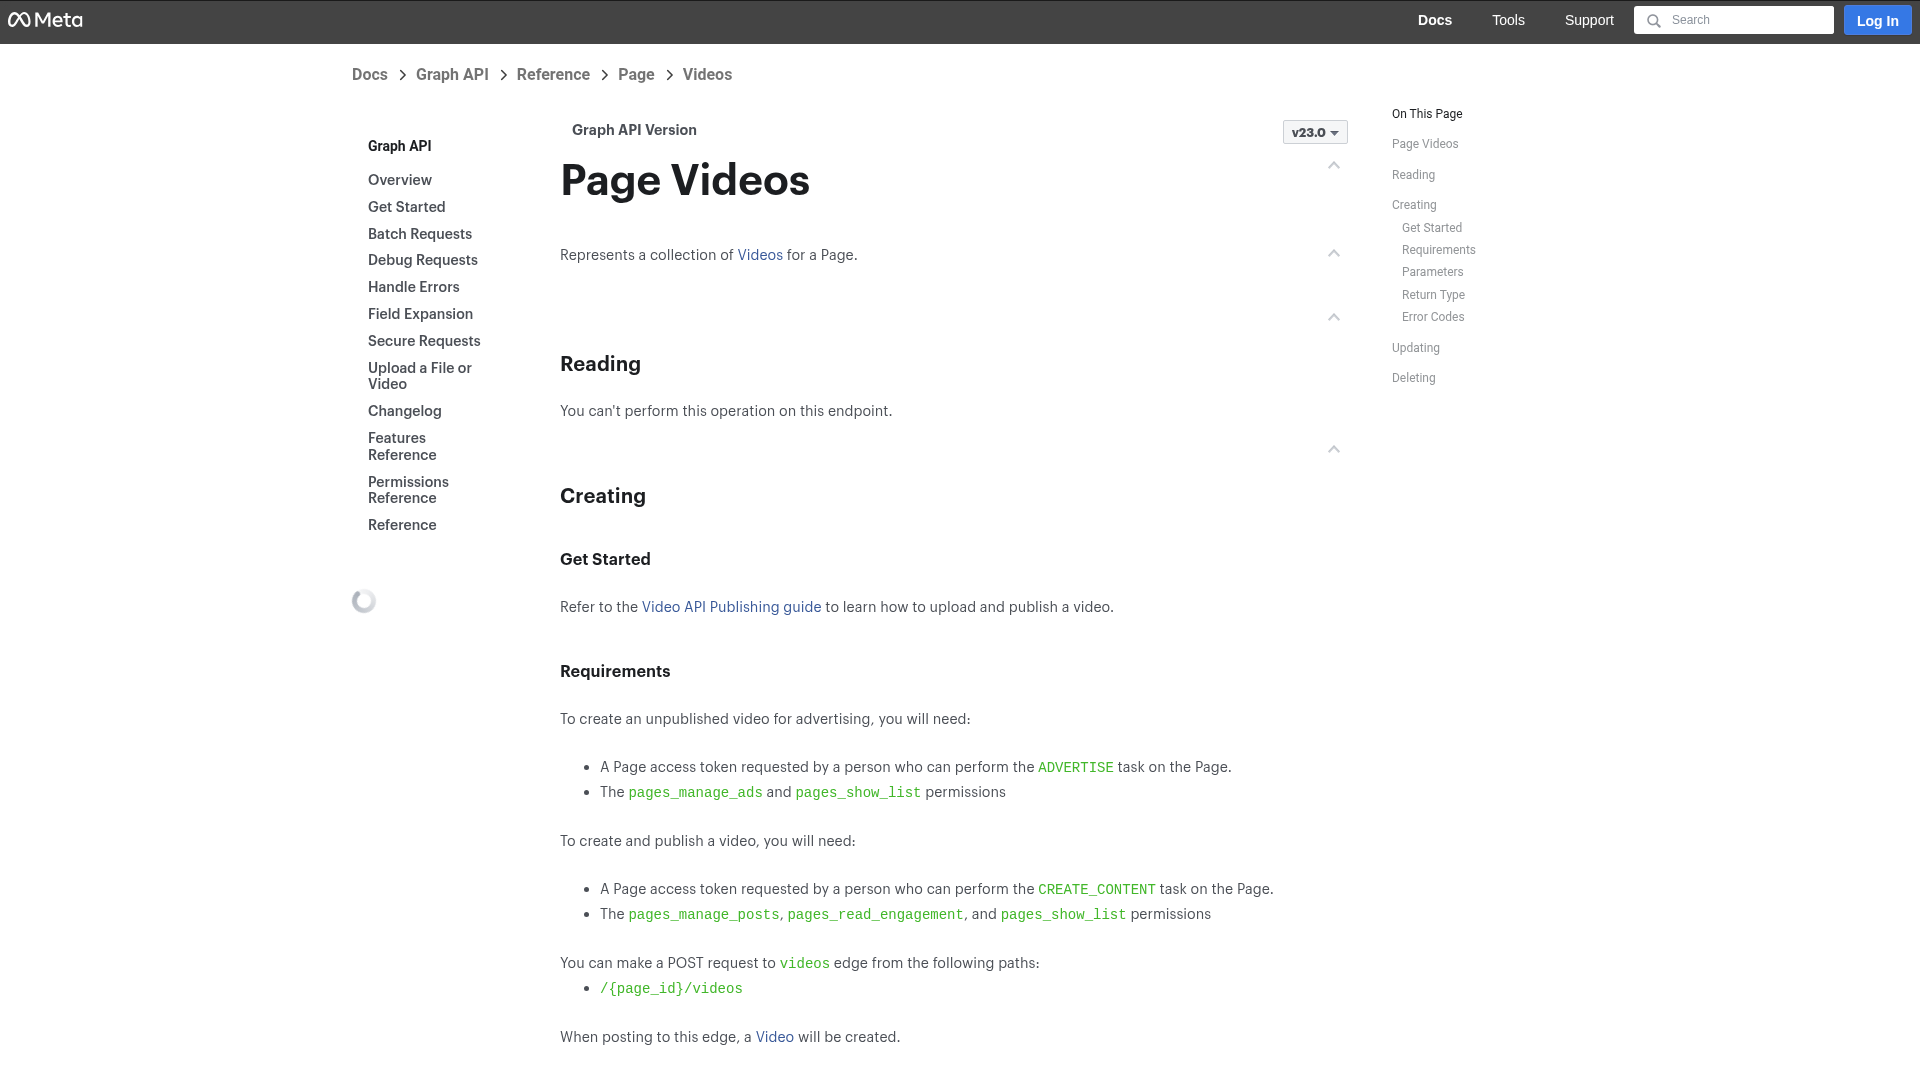 Meta
Docs
Tools
Support
Search
Log In
Docs
Graph API
Reference
Page
Videos
Graph API
Overview
Get Started
Batch Requests
Debug Requests
Handle Errors
Field Expansion
Secure Requests
Upload a File or
Video
Changelog
Features
Reference
Permissions
Reference
Reference
Graph API Version
v23.0
Page Videos
Represents a collection of Videos for a Page.
Reading
You can't perform this operation on this endpoint.
Creating
Get Started
Refer to the Video API Publishing guide to learn how to upload and publish a video.
Requirements
To create an unpublished video for advertising, you will need:
A Page access token requested by a person who can perform the ADVERTISE task on the Page.
The pages_manage_ads and pages_show_list permissions
To create and publish a video, you will need:
A Page access token requested by a person who can perform the CREATE_CONTENT task on the Page.
The pages_manage_posts, pages_read_engagement, and pages_show_list permissions
You can make a POST request to videos edge from the following paths:
/{page_id}/videos
When posting to this edge, a Video will be created.
On This Page
Page Videos
Reading
Creating
Get Started
Requirements
Parameters
Return Type
Error Codes
Updating
Deleting